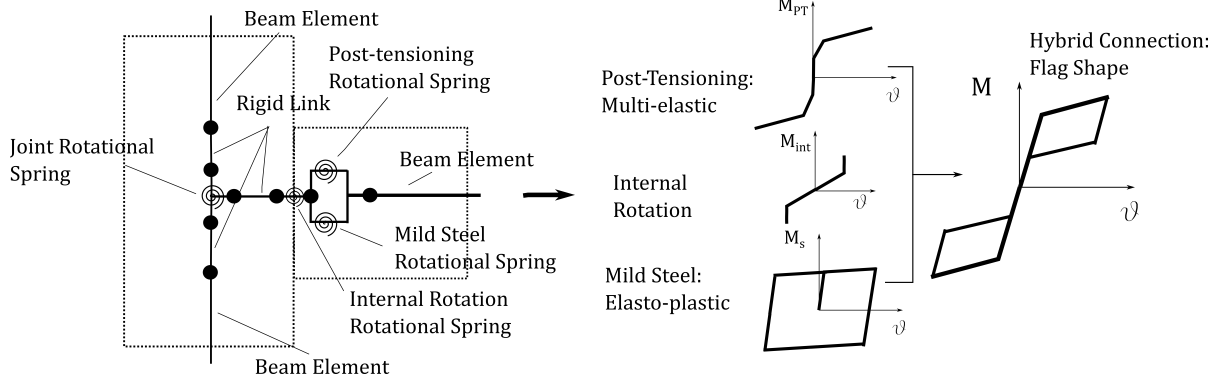 Beam Element
Post-tensioning
Rotational Spring
Rigid Link
Joint Rotational
Spring
Beam Element
Mild Steel
Rotational Spring
Internal Rotation
Rotational Spring
Beam Element
M_PT
ϑ
Post-Tensioning:
Multi-elastic
M_int
ϑ
Internal
Rotation
M_s
ϑ
Mild Steel:
Elasto-plastic
Hybrid Connection:
Flag Shape
M
ϑ